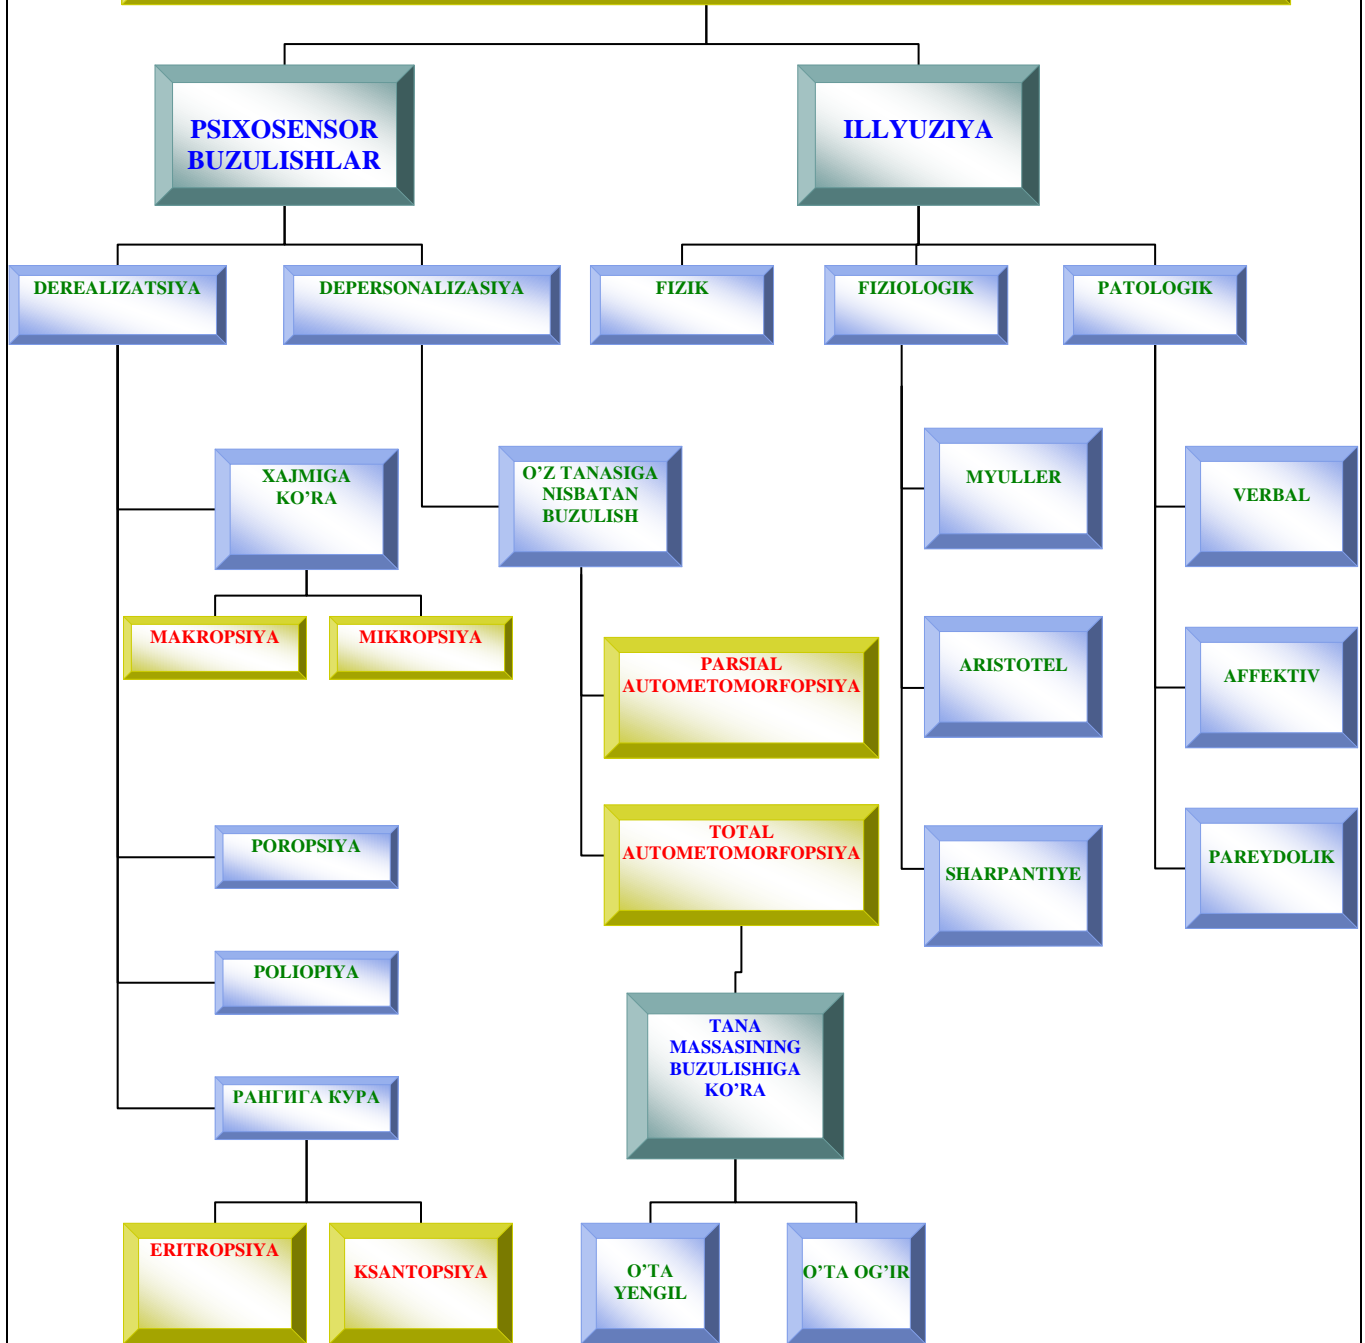 PSIXOSENSOR
BUZULISHLAR
ILLYUZIYA
DEREALIZATSIYA
DEPERSONALIZASIYA
FIZIK
FIZIOLOGIK
PATOLOGIK
XAJMIGA
KO’RA
O’Z TANASIGA
NISBATAN
BUZULISH
MYULLER
VERBAL
MAKROPSIYA
MIKROPSIYA
PARSIAL
AUTOMETOMORFOPSIYA
ARISTOTEL
AFFEKTIV
POROPSIYA
TOTAL
AUTOMETOMORFOPSIYA
SHARPANTIYE
PAREYDOLIK
POLIOPIYA
TANA
MASSASINING
BUZULISHIGA
KO’RA
РАНГИГА КУРА
ERITROPSIYA
KSANTOPSIYA
O’TA
YENGIL
O’TA OG’IR